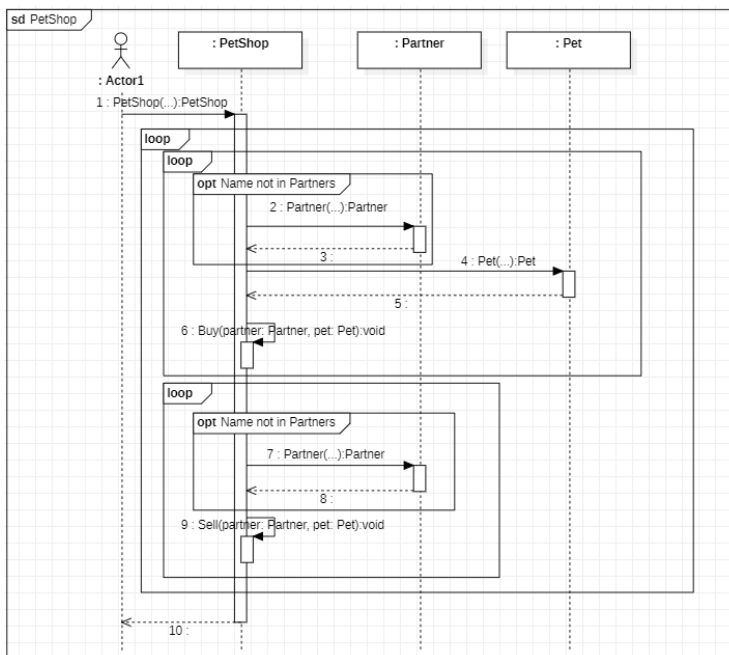 sd PetShop
: PetShop
: Partner
: Pet
: Actor1
1 : PetShop(...):PetShop
loop
loop
opt Name not in Partners
2 : Partner(...):Partner
3 :
4 : Pet(...):Pet
5 :
6 : Buy(partner: Partner, pet: Pet):void
loop
opt Name not in Partners
7 : Partner(...):Partner
8 :
9 : Sell(partner: Partner, pet: Pet):void
10 :